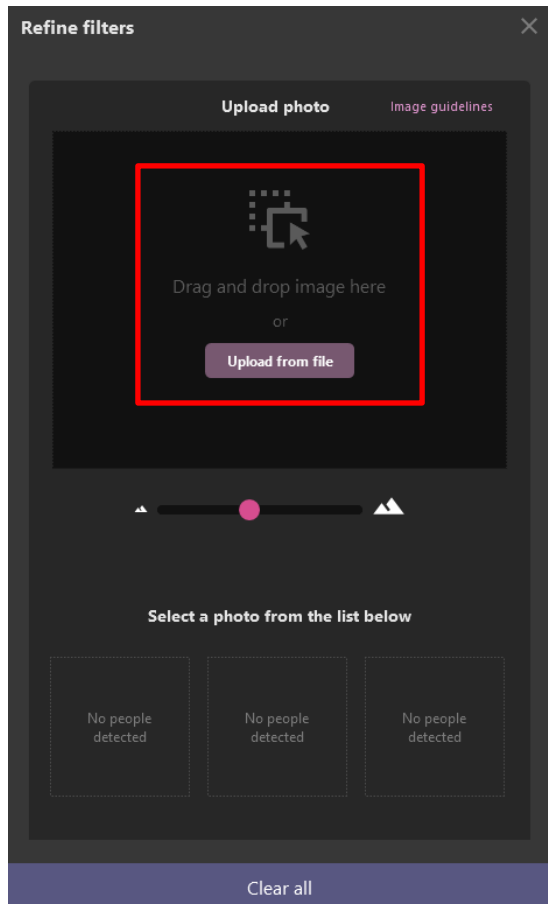 Refine filters
Upload photo
Image guidelines
Drag and drop image here
or
Upload from file
Select a photo from the list below
No people
detected
No people
detected
No people
detected
Clear all